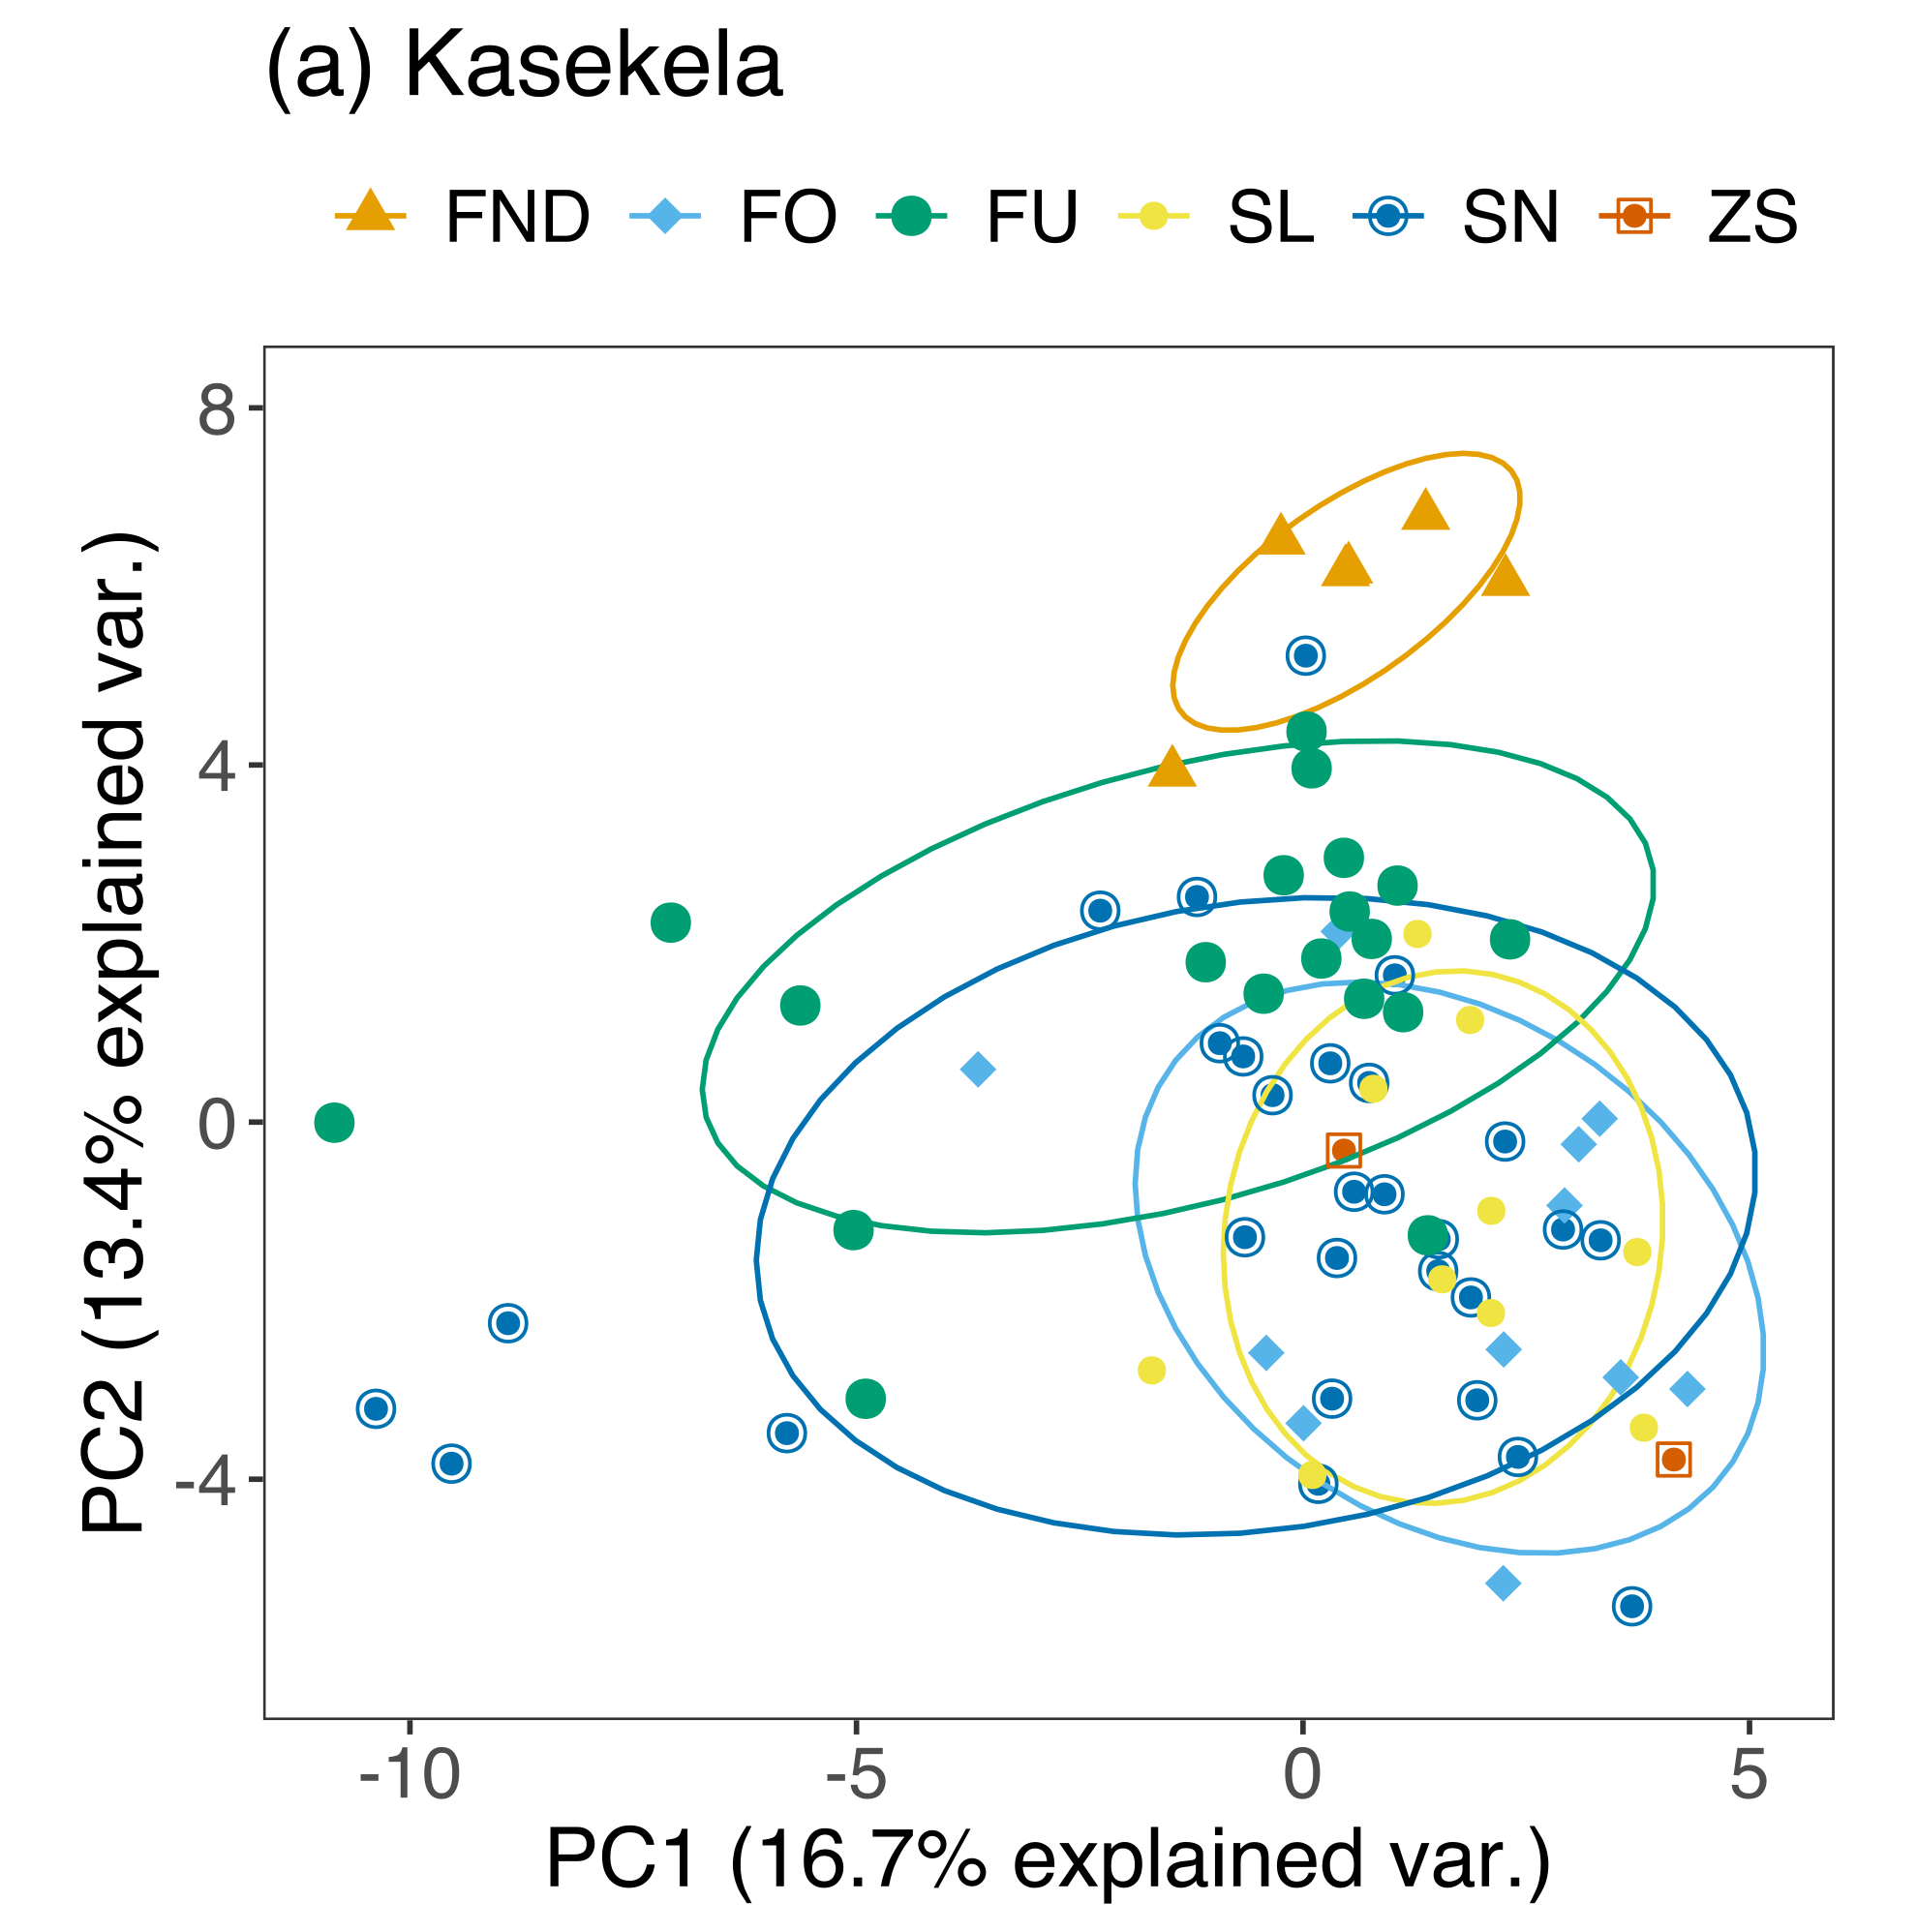 (a) Kasekela
FND FO FU SL SN ZS
PC2 (13.4% explained var.)
8
4
0
-4
-10 -5 0 5
PC1 (16.7% explained var.)